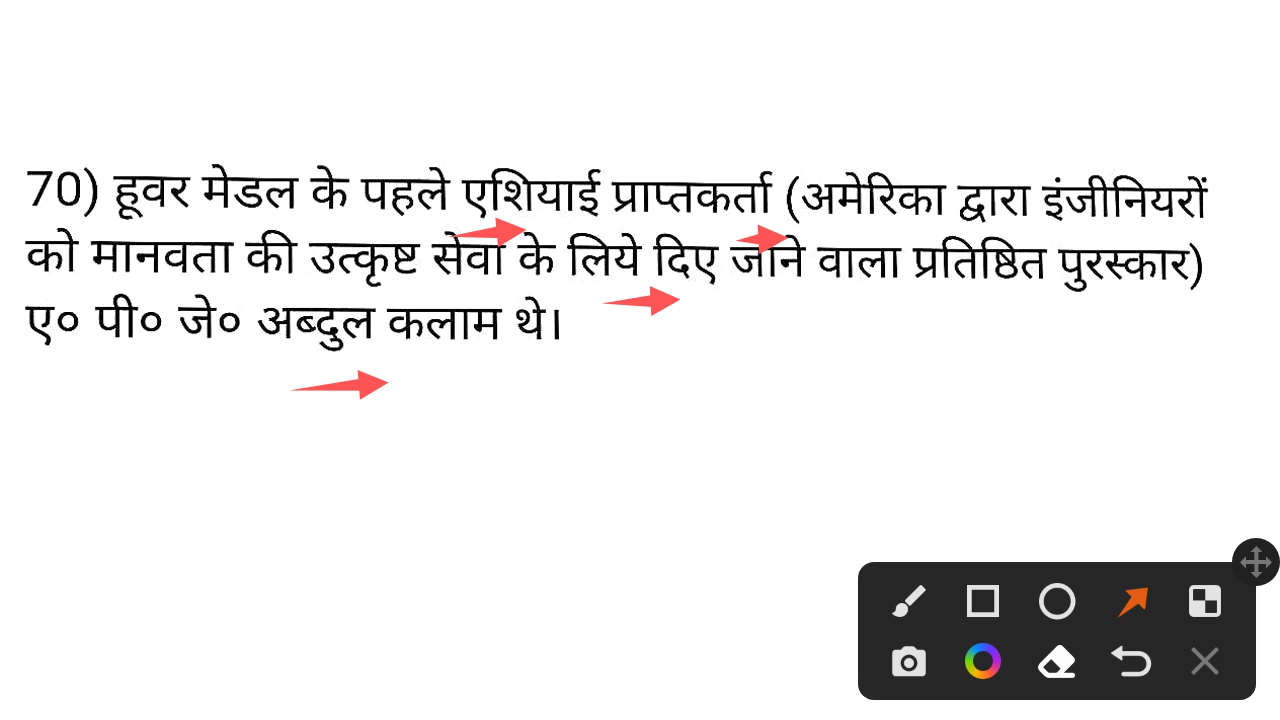 70) हूवर मेडल के पहले एशियाई प्राप्तकर्ता (अमेरिका द्वारा इंजीनियरों
को मानवता की उत्कृष्ट सेवा के लिये दिए जाने वाला प्रतिष्ठित पुरस्कार)
ए० पी० जे० अब्दुल कलाम थे।